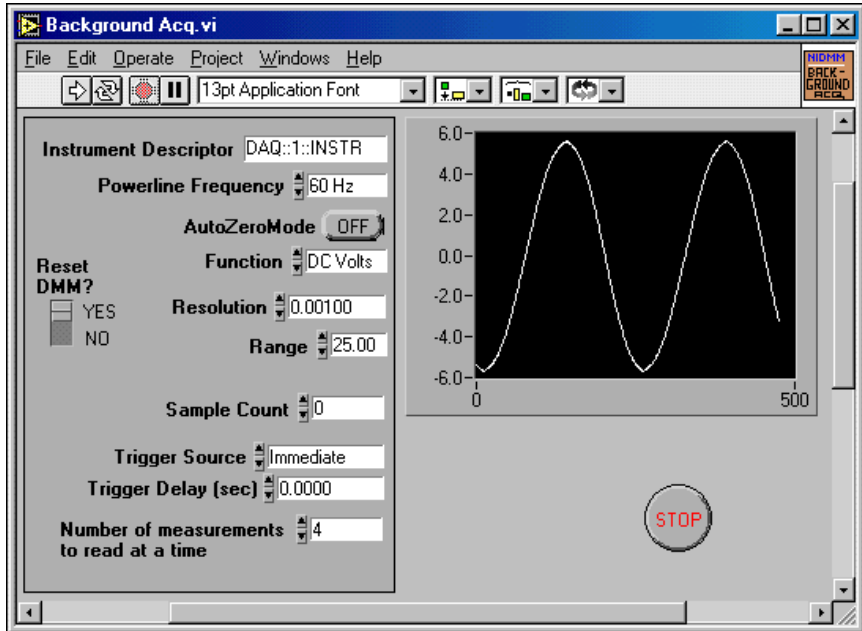 Background Acq.vi
File Edit Operate Project Windows Help
13pt Application Font
NIDMM
BACK-
GROUND
ACQ
Instrument Descriptor DAQ::1::INSTR
Powerline Frequency 60 Hz
AutoZeroMode OFF
Function DC Volts
Reset
DMM?
YES
NO
Resolution 0.00100
Range 25.00
Sample Count 0
Trigger Source Immediate
Trigger Delay (sec) 0.0000
Number of measurements 4
to read at a time
6.0
4.0
2.0
0.0
-2.0
-4.0
-6.0
0 500
STOP